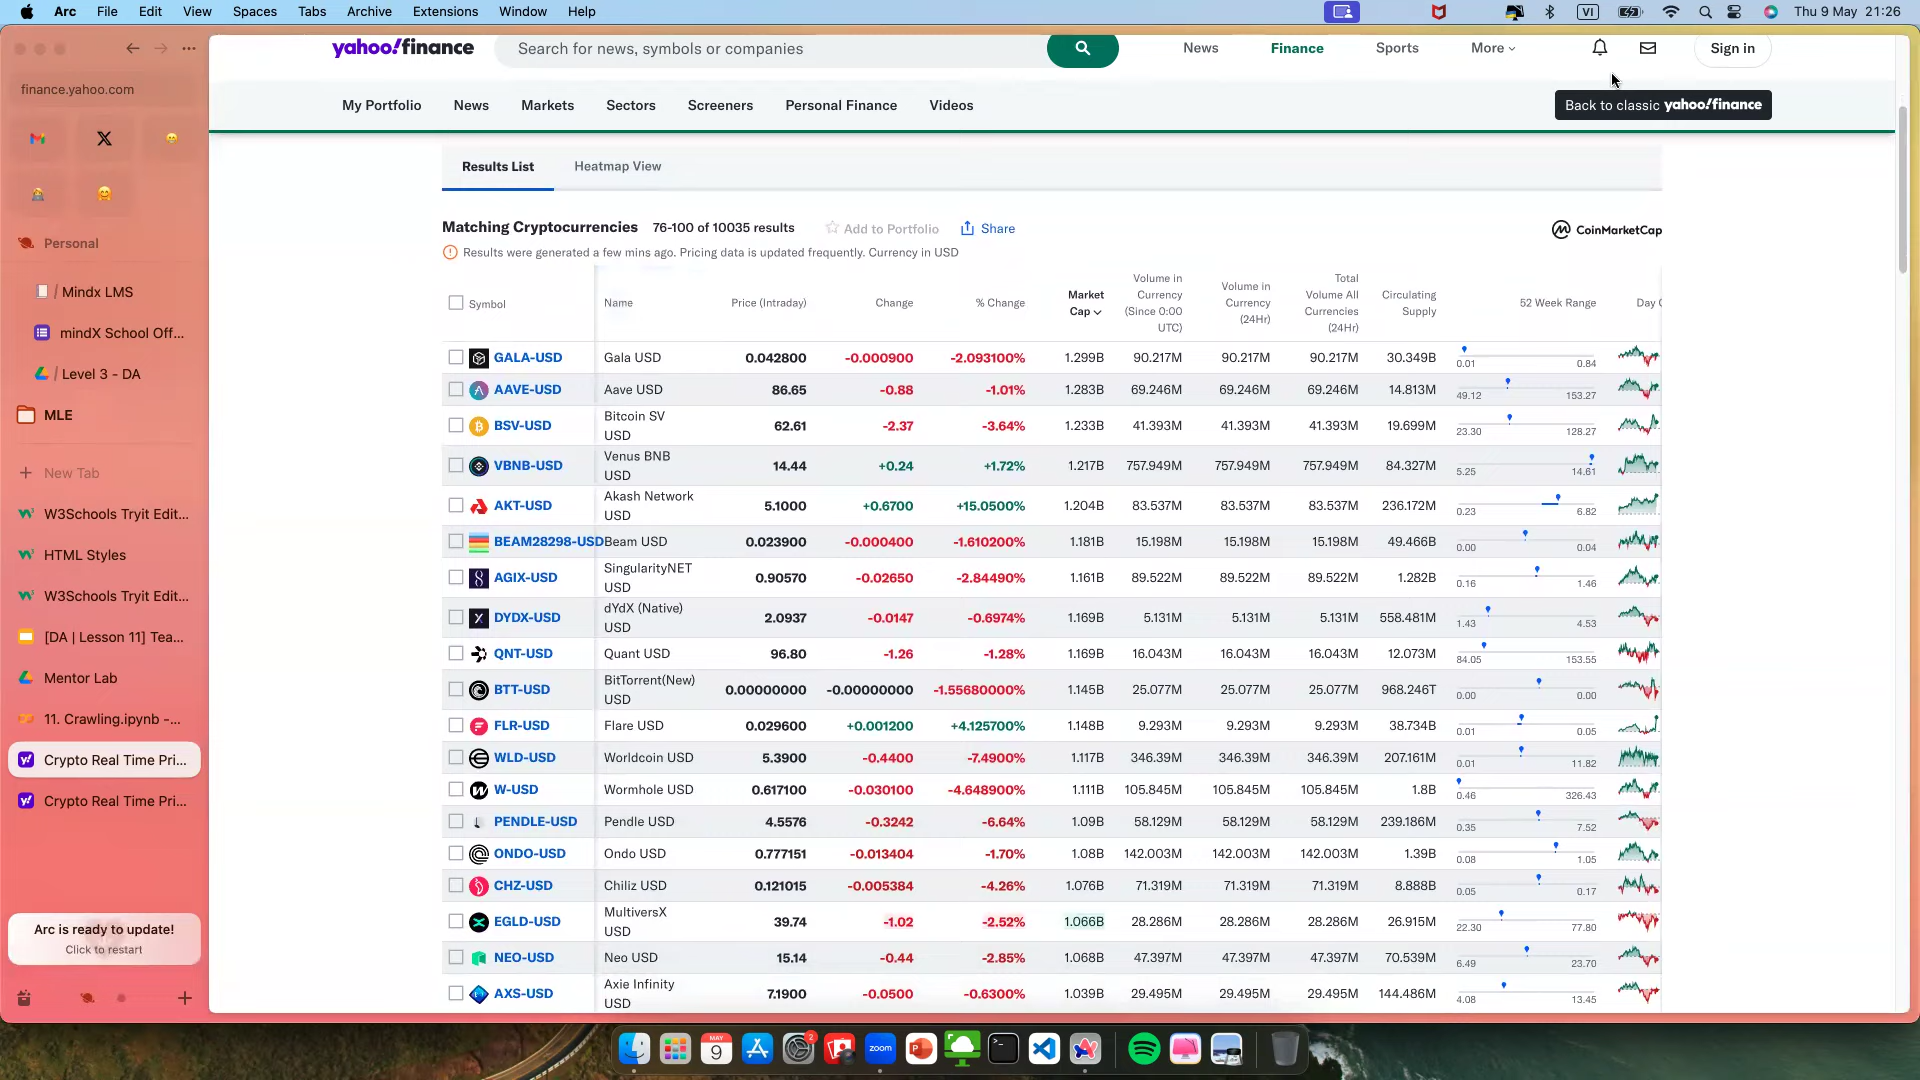 Arc File Edit View Spaces Tabs Archive Extensions Window Help VI Thu 9 May 21:26
finance.yahoo.com
Personal
/ Mindx LMS
mindX School Off...
/ Level 3 - DA
MLE
New Tab
W3Schools Tryit Edit...
HTML Styles
W3Schools Tryit Edit...
[DA | Lesson 11] Tea...
Mentor Lab
11. Crawling.ipynb -...
Crypto Real Time Pri...
Crypto Real Time Pri...
Arc is ready to update!
Click to restart
yahoo!finance Search for news, symbols or companies News Finance Sports More Sign in
My Portfolio News Markets Sectors Screeners Personal Finance Videos Back to classic yahoo!finance
Results List Heatmap View
Matching Cryptocurrencies 76-100 of 10035 results Add to Portfolio Share CoinMarketCap
Results were generated a few mins ago. Pricing data is updated frequently. Currency in USD
Symbol Name Price (Intraday) Change % Change Market Cap Volume in Currency (Since 0:00 UTC) Volume in Currency (24Hr) Total Volume All Currencies (24Hr) Circulating Supply 52 Week Range Day C
GALA-USD Gala USD 0.042800 -0.000900 -2.093100% 1.299B 90.217M 90.217M 90.217M 30.349B 0.01 0.84
AAVE-USD Aave USD 86.65 -0.88 -1.01% 1.283B 69.246M 69.246M 69.246M 14.813M 49.12 153.27
BSV-USD Bitcoin SV USD 62.61 -2.37 -3.64% 1.233B 41.393M 41.393M 41.393M 19.699M 23.30 128.27
VBNB-USD Venus BNB USD 14.44 +0.24 +1.72% 1.217B 757.949M 757.949M 757.949M 84.327M 5.25 14.61
AKT-USD Akash Network USD 5.1000 +0.6700 +15.0500% 1.204B 83.537M 83.537M 83.537M 236.172M 0.23 6.82
BEAM28298-USD Beam USD 0.023900 -0.000400 -1.610200% 1.181B 15.198M 15.198M 15.198M 49.466B 0.00 0.04
AGIX-USD SingularityNET USD 0.90570 -0.02650 -2.84490% 1.161B 89.522M 89.522M 89.522M 1.282B 0.16 1.46
DYDX-USD dYdX (Native) USD 2.0937 -0.0147 -0.6974% 1.169B 5.131M 5.131M 5.131M 558.481M 1.43 4.53
QNT-USD Quant USD 96.80 -1.26 -1.28% 1.169B 16.043M 16.043M 16.043M 12.073M 84.05 153.55
BTT-USD BitTorrent(New) USD 0.00000000 -0.00000000 -1.55680000% 1.145B 25.077M 25.077M 25.077M 968.246T 0.00 0.00
FLR-USD Flare USD 0.029600 +0.001200 +4.125700% 1.148B 9.293M 9.293M 9.293M 38.734B 0.01 0.05
WLD-USD Worldcoin USD 5.3900 -0.4400 -7.4900% 1.117B 346.39M 346.39M 346.39M 207.161M 0.01 11.82
W-USD Wormhole USD 0.617100 -0.030100 -4.648900% 1.111B 105.845M 105.845M 105.845M 1.8B 0.46 326.43
PENDLE-USD Pendle USD 4.5576 -0.3242 -6.64% 1.09B 58.129M 58.129M 58.129M 239.186M 0.35 7.52
ONDO-USD Ondo USD 0.777151 -0.013404 -1.70% 1.08B 142.003M 142.003M 142.003M 1.39B 0.08 1.05
CHZ-USD Chiliz USD 0.121015 -0.005384 -4.26% 1.076B 71.319M 71.319M 71.319M 8.888B 0.05 0.17
EGLD-USD MultiversX USD 39.74 -1.02 -2.52% 1.066B 28.286M 28.286M 28.286M 26.915M 22.30 77.80
NEO-USD Neo USD 15.14 -0.44 -2.85% 1.068B 47.397M 47.397M 47.397M 70.539M 6.49 23.70
AXS-USD Axie Infinity USD 7.1900 -0.0500 -0.6300% 1.039B 29.495M 29.495M 29.495M 144.486M 4.08 13.45
MAY 9 2 zoom